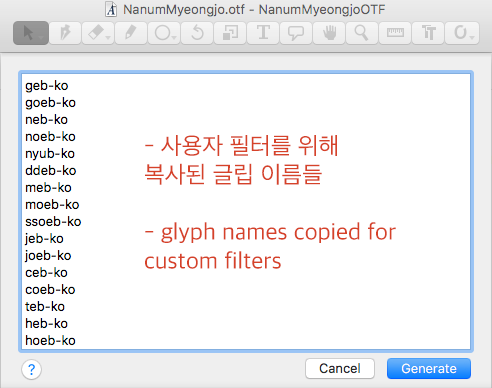 NanumMyeongjo.otf - NanumMyeongjoOTF
T
geb-ko
goeb-ko
neb-ko
noeb-ko
nyub-ko
ddeb-ko
meb-ko
moeb-ko
ssoeb-ko
jeb-ko
joeb-ko
ceb-ko
coeb-ko
teb-ko
heb-ko
hoeb-ko
- 사용자 필터를 위해
복사된 글립 이름들
- glyph names copied for
custom filters
? Cancel Generate